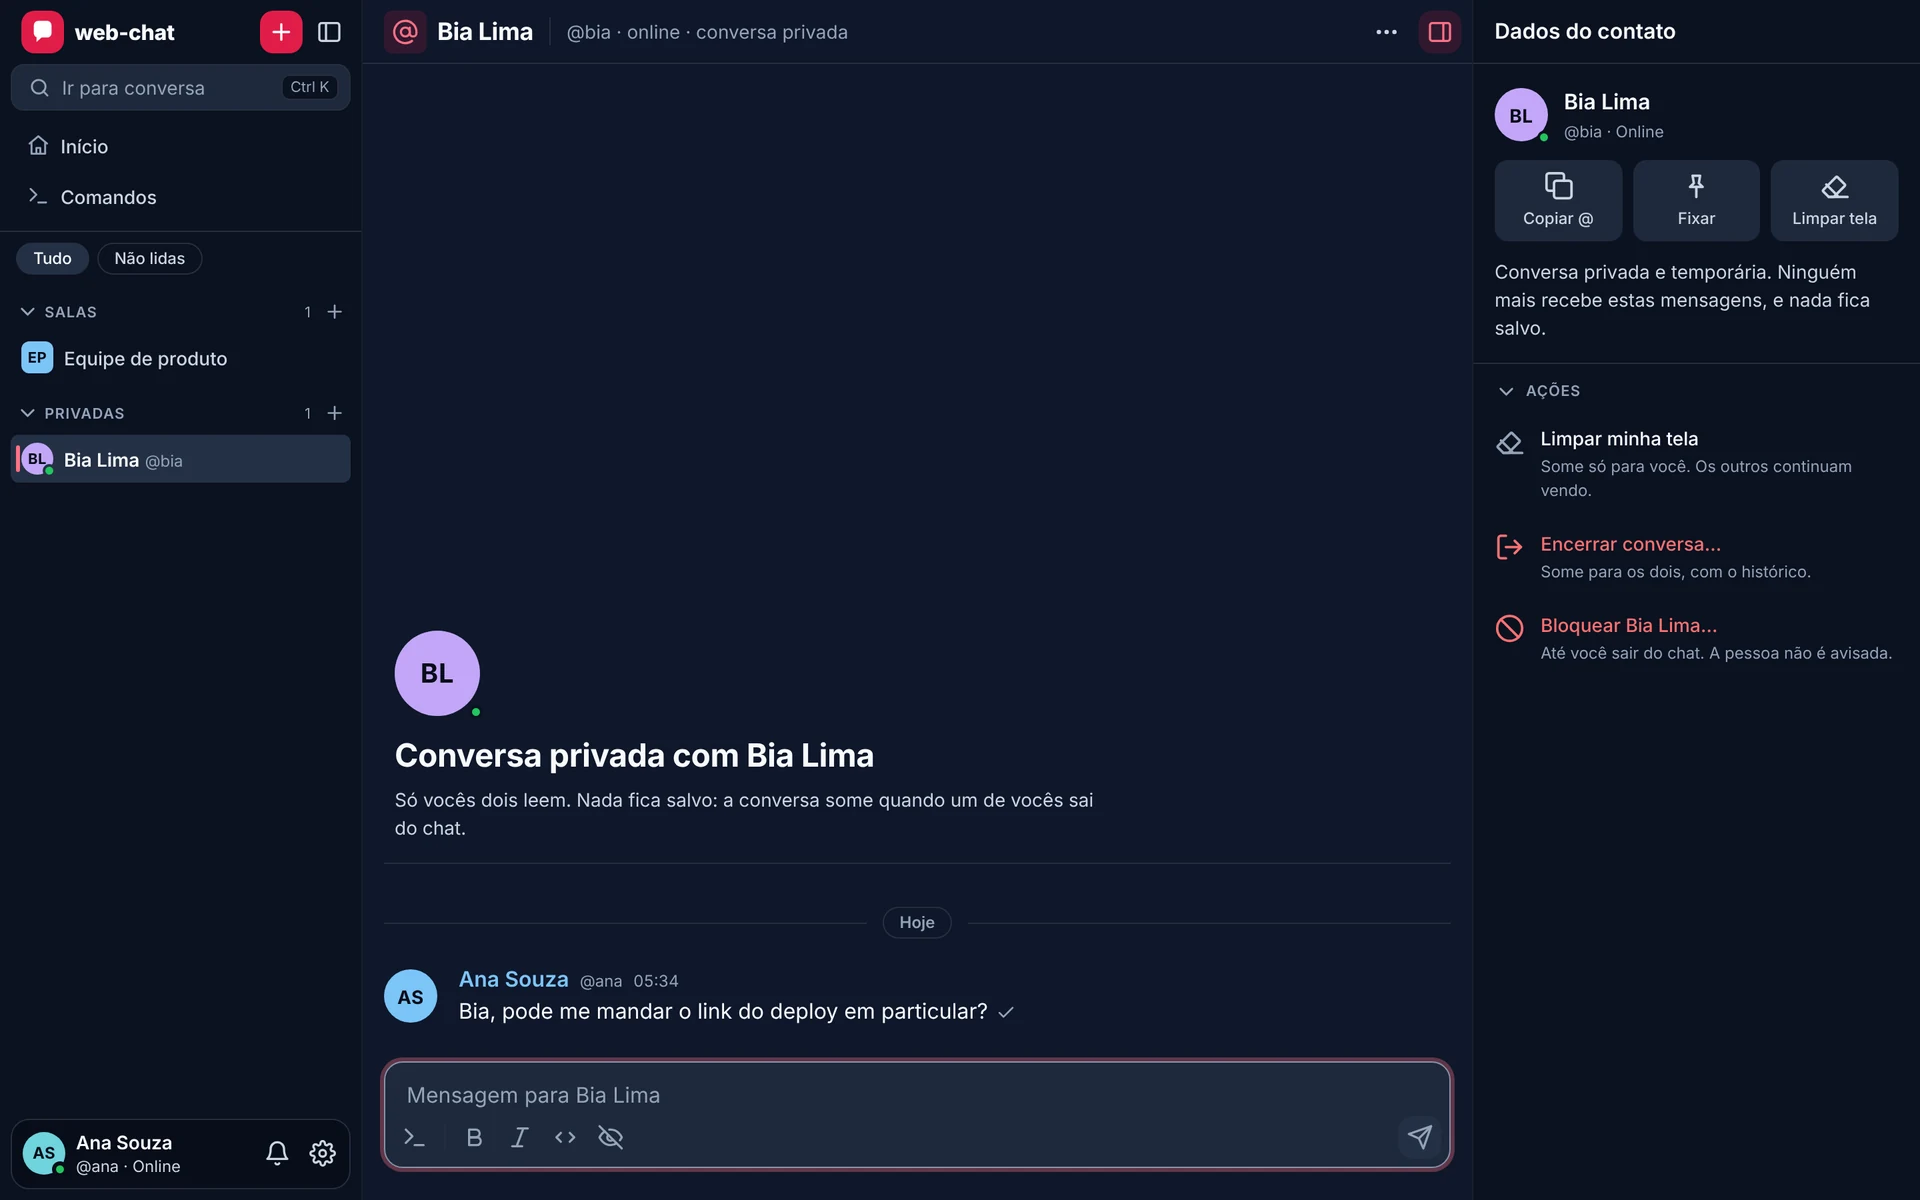 web-chat
Ir para conversa
Ctrl K
Início
Comandos
Tudo
Não lidas
SALAS
1
EP
Equipe de produto
PRIVADAS
1
BL
Bia Lima @bia
AS
Ana Souza
@ana · Online
@
Bia Lima
@bia · online · conversa privada
BL
Conversa privada com Bia Lima
Só vocês dois leem. Nada fica salvo: a conversa some quando um de vocês sai
do chat.
Hoje
AS
Ana Souza @ana 05:34
Bia, pode me mandar o link do deploy em particular?
Mensagem para Bia Lima
B
I
Dados do contato
BL
Bia Lima
@bia · Online
Copiar @
Fixar
Limpar tela
Conversa privada e temporária. Ninguém
mais recebe estas mensagens, e nada fica
salvo.
AÇÕES
Limpar minha tela
Some só para você. Os outros continuam
vendo.
Encerrar conversa...
Some para os dois, com o histórico.
Bloquear Bia Lima...
Até você sair do chat. A pessoa não é avisada.